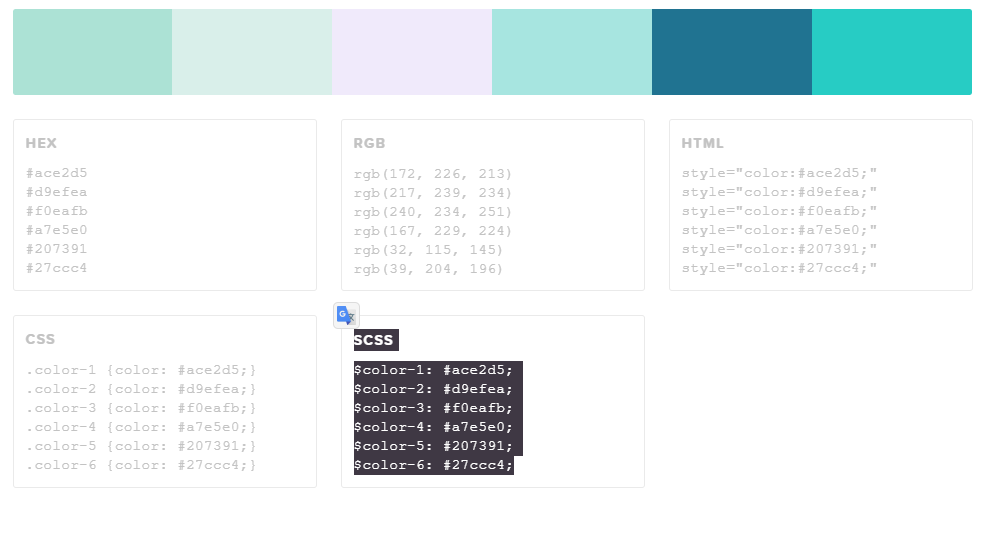 HEX
#ace2d5
#d9efea
#f0eafb
#a7e5e0
#207391
#27ccc4
RGB
rgb(172, 226, 213)
rgb(217, 239, 234)
rgb(240, 234, 251)
rgb(167, 229, 224)
rgb(32, 115, 145)
rgb(39, 204, 196)
HTML
style="color:#ace2d5;"
style="color:#d9efea;"
style="color:#f0eafb;"
style="color:#a7e5e0;"
style="color:#207391;"
style="color:#27ccc4;"
CSS
.color-1 {color: #ace2d5;}
.color-2 {color: #d9efea;}
.color-3 {color: #f0eafb;}
.color-4 {color: #a7e5e0;}
.color-5 {color: #207391;}
.color-6 {color: #27ccc4;}
G
SCSS
$color-1: #ace2d5;
$color-2: #d9efea;
$color-3: #f0eafb;
$color-4: #a7e5e0;
$color-5: #207391;
$color-6: #27ccc4;